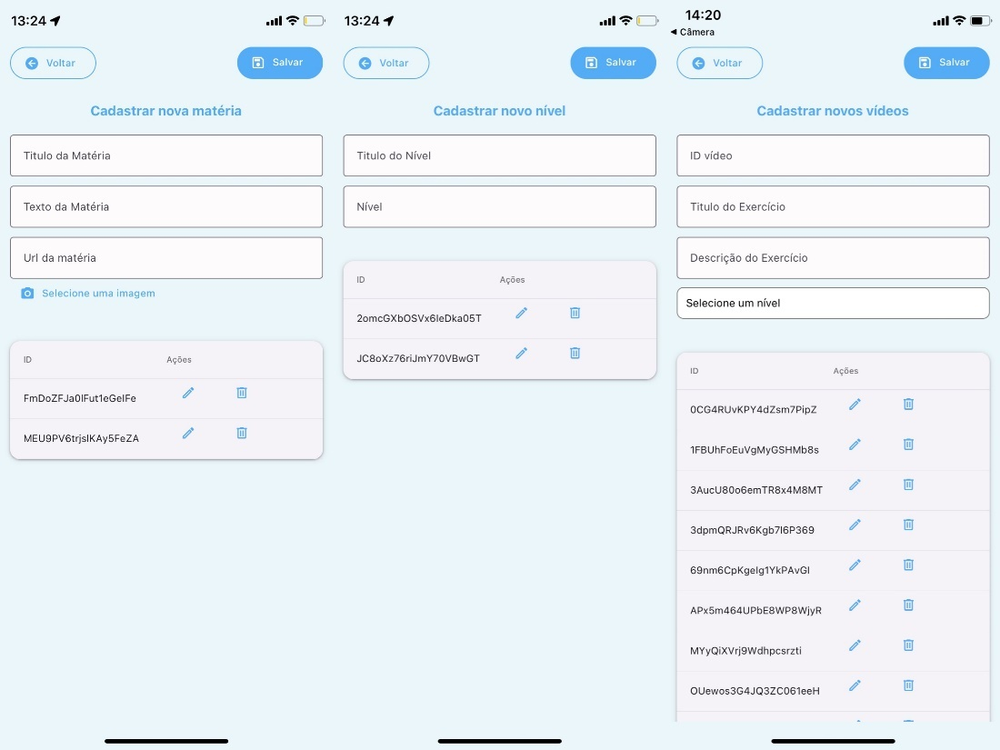 13:24
Voltar
Salvar
Cadastrar nova matéria
Titulo da Matéria
Texto da Matéria
Url da matéria
Selecione uma imagem
ID Ações
FmDoZFJa0lFut1eGeIFe
MEU9PV6trjslKAy5FeZA
13:24
Voltar
Salvar
Cadastrar novo nível
Titulo do Nível
Nível
ID Ações
2omcGXbOSVx6leDka05T
JC8oXz76riJmY70VBwGT
14:20
Câmera
Voltar
Salvar
Cadastrar novos vídeos
ID vídeo
Titulo do Exercício
Descrição do Exercício
Selecione um nível
ID Ações
0CG4RUvKPY4dZsm7PipZ
1FBUhFoEuVgMyGSHMb8s
3AucU80o6emTR8x4M8MT
3dpmQRJRv6Kgb7l6P369
69nm6CpKgeIg1YkPAvGl
APx5m464UPbE8WP8WjyR
MYyQiXVrj9Wdhpcsrzti
OUewos3G4JQ3ZC061eeH